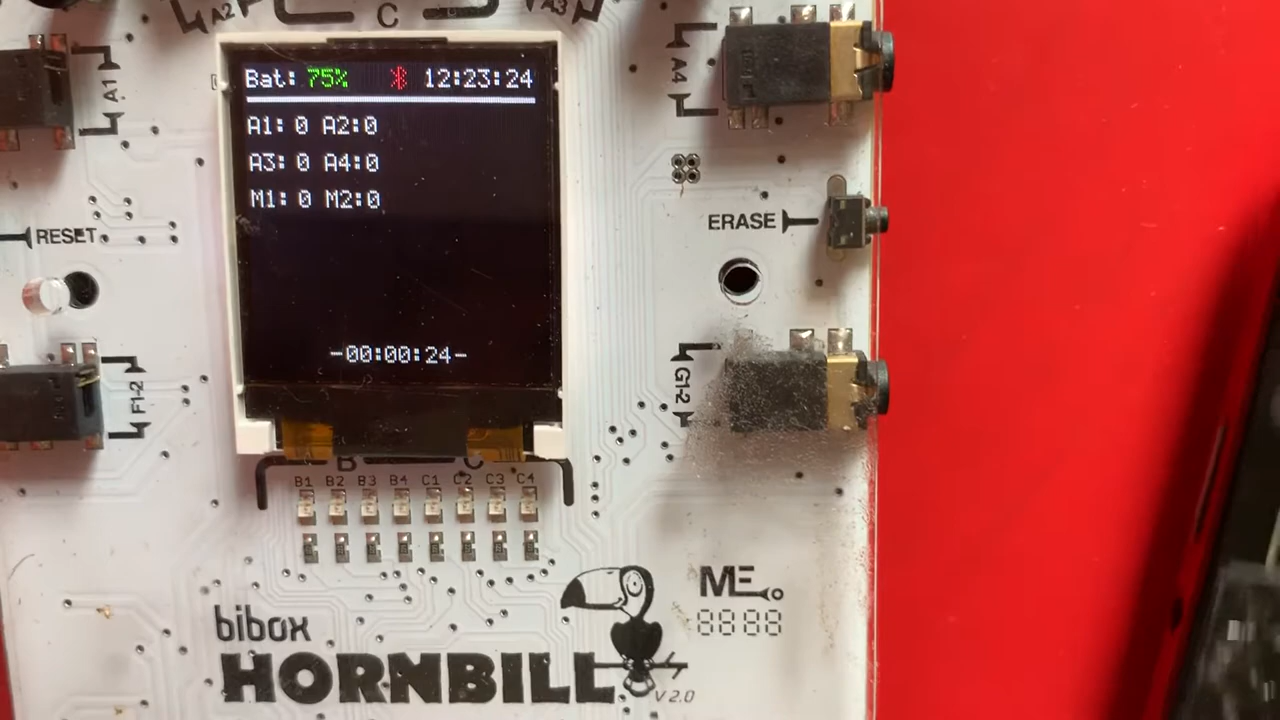 A2 C A3
Bat: 75% 12:23:24
A1: 0 A2:0
A3: 0 A4:0
M1: 0 M2:0
-00:00:24-
A1
A4
RESET
ERASE
F1-2
G1-2
B C
B1 B2 B3 B4 C1 C2 C3 C4
ME
8888
bibox
HORNBILL
V 2.0